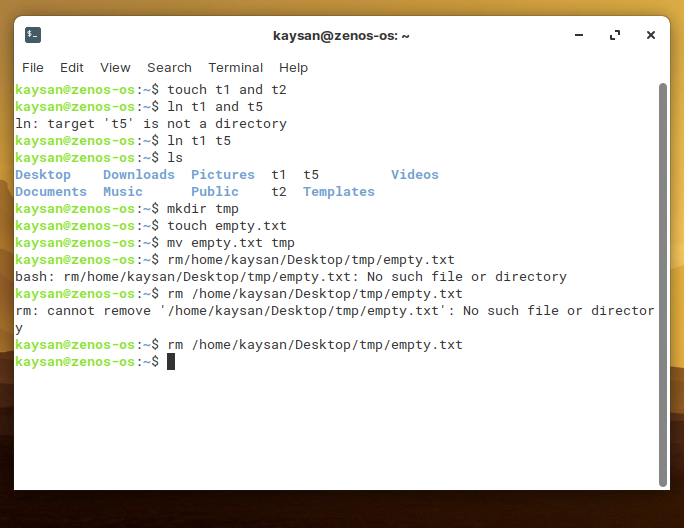 kaysan@zenos-os: ~
File Edit View Search Terminal Help
kaysan@zenos-os:~$ touch t1 and t2
kaysan@zenos-os:~$ ln t1 and t5
ln: target 't5' is not a directory
kaysan@zenos-os:~$ ln t1 t5
kaysan@zenos-os:~$ ls
Desktop Downloads Pictures t1 t5 Videos
Documents Music Public t2 Templates
kaysan@zenos-os:~$ mkdir tmp
kaysan@zenos-os:~$ touch empty.txt
kaysan@zenos-os:~$ mv empty.txt tmp
kaysan@zenos-os:~$ rm/home/kaysan/Desktop/tmp/empty.txt
bash: rm/home/kaysan/Desktop/tmp/empty.txt: No such file or directory
kaysan@zenos-os:~$ rm /home/kaysan/Desktop/tmp/empty.txt
rm: cannot remove '/home/kaysan/Desktop/tmp/empty.txt': No such file or director
y
kaysan@zenos-os:~$ rm /home/kaysan/Desktop/tmp/empty.txt
kaysan@zenos-os:~$